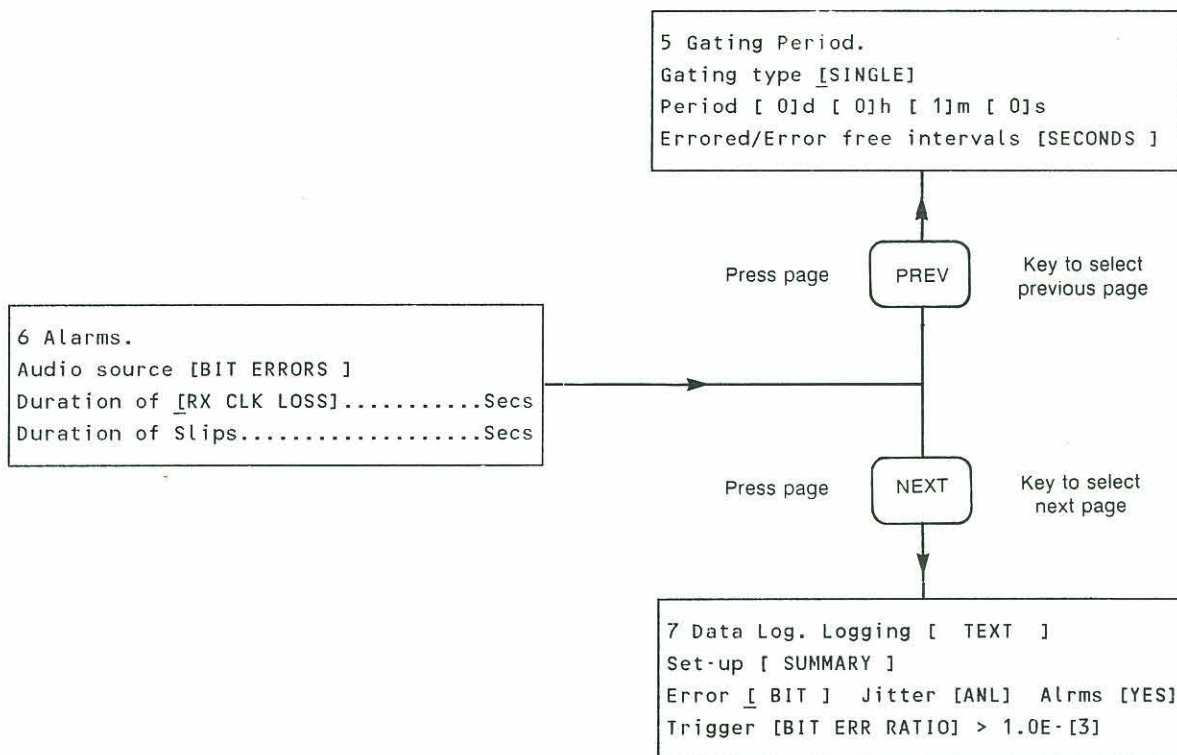 5 Gating Period.
Gating type [SINGLE]
Period [ 0]d [ 0]h [ 1]m [ 0]s
Errored/Error free intervals [SECONDS ]
Press page
PREV
Key to select
previous page
6 Alarms.
Audio source [BIT ERRORS ]
Duration of [RX CLK LOSS]...........Secs
Duration of Slips....................Secs
Press page
NEXT
Key to select
next page
7 Data Log. Logging [  TEXT  ]
Set-up [ SUMMARY ]
Error [ BIT ]  Jitter [ANL]  Alrms [YES]
Trigger [BIT ERR RATIO] > 1.0E-[3]